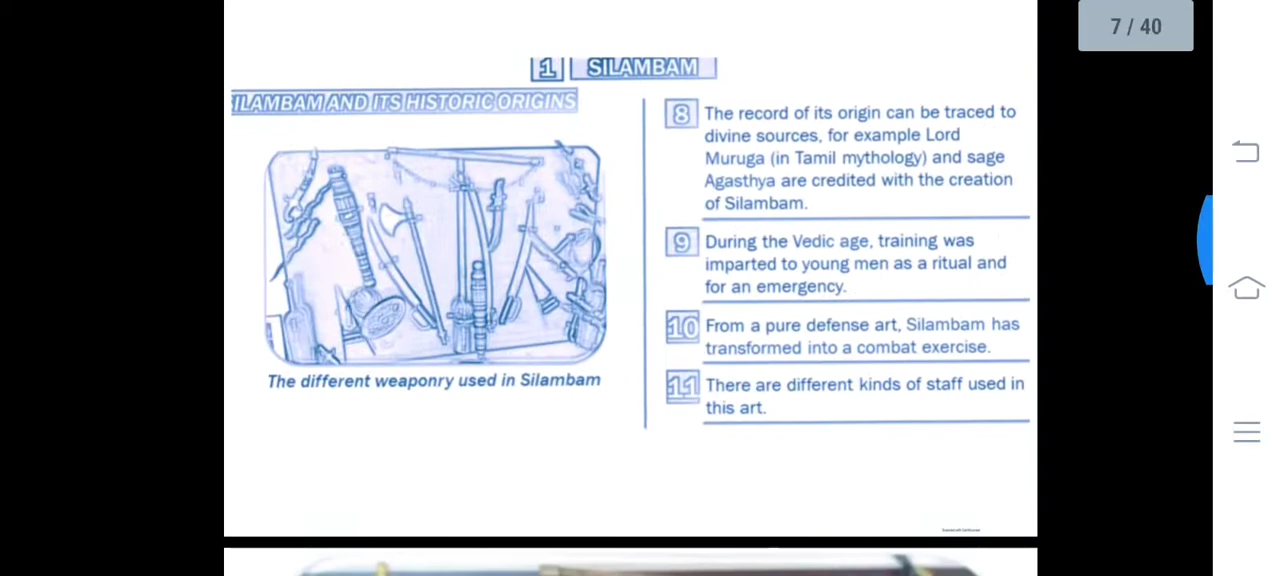 7 / 40
1 SILAMBAM
ILAMBAM AND ITS HISTORIC ORIGINS
The different weaponry used in Silambam
8 The record of its origin can be traced to
divine sources, for example Lord
Muruga (in Tamil mythology) and sage
Agasthya are credited with the creation
of Silambam.
9 During the Vedic age, training was
imparted to young men as a ritual and
for an emergency.
10 From a pure defense art, Silambam has
transformed into a combat exercise.
11 There are different kinds of staff used in
this art.